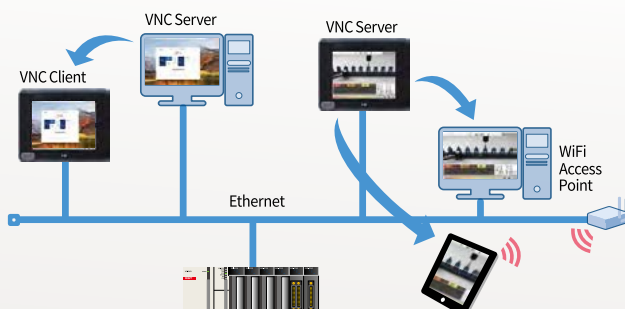 VNC Server
VNC Server
VNC Client
WiFi
Access
Point
Ethernet